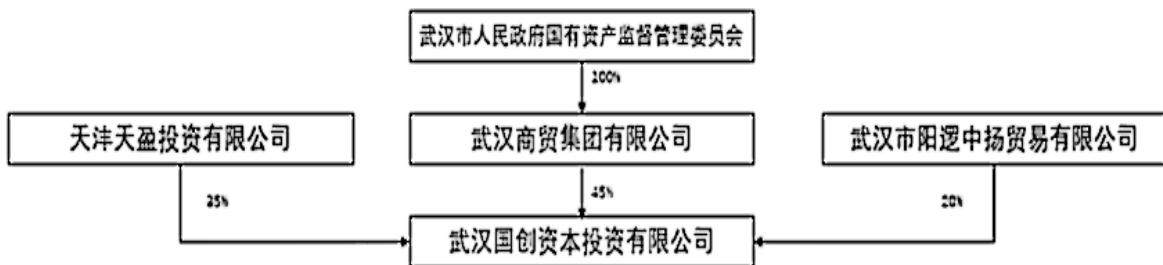 武汉市人民政府国有资产监督管理委员会
100%
天沣天盈投资有限公司
武汉商贸集团有限公司
武汉市阳逻中扬贸易有限公司
35%
45%
20%
武汉国创资本投资有限公司